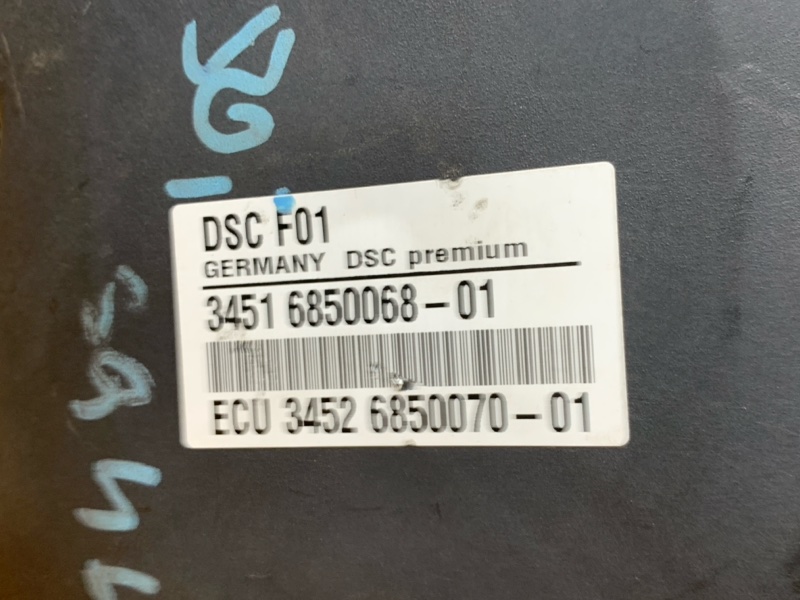 DSC F01
GERMANY DSC premium
3451 6850068-01
ECU 3452 6850070-01